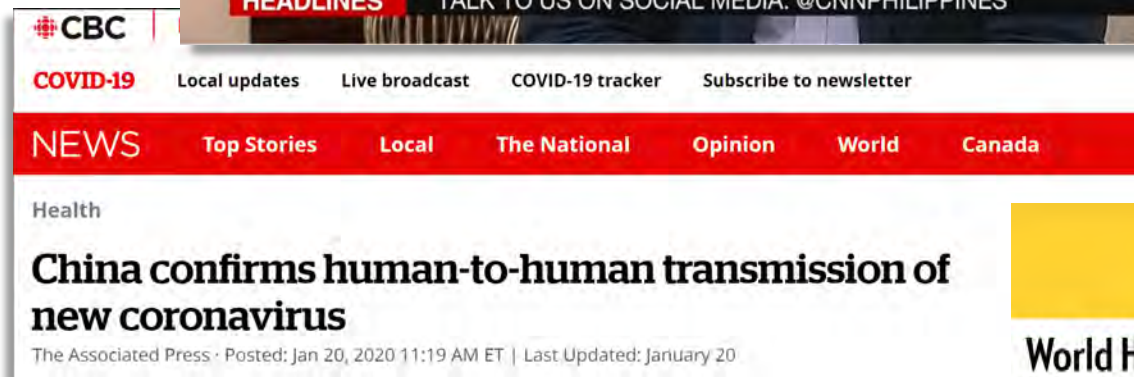 HEADLINES TALK TO US ON SOCIAL MEDIA: @CNNPHILIPPINES
CBC
COVID-19 Local updates Live broadcast COVID-19 tracker Subscribe to newsletter
NEWS Top Stories Local The National Opinion World Canada
Health
China confirms human-to-human transmission of
new coronavirus
The Associated Press · Posted: Jan 20, 2020 11:19 AM ET | Last Updated: January 20
World H